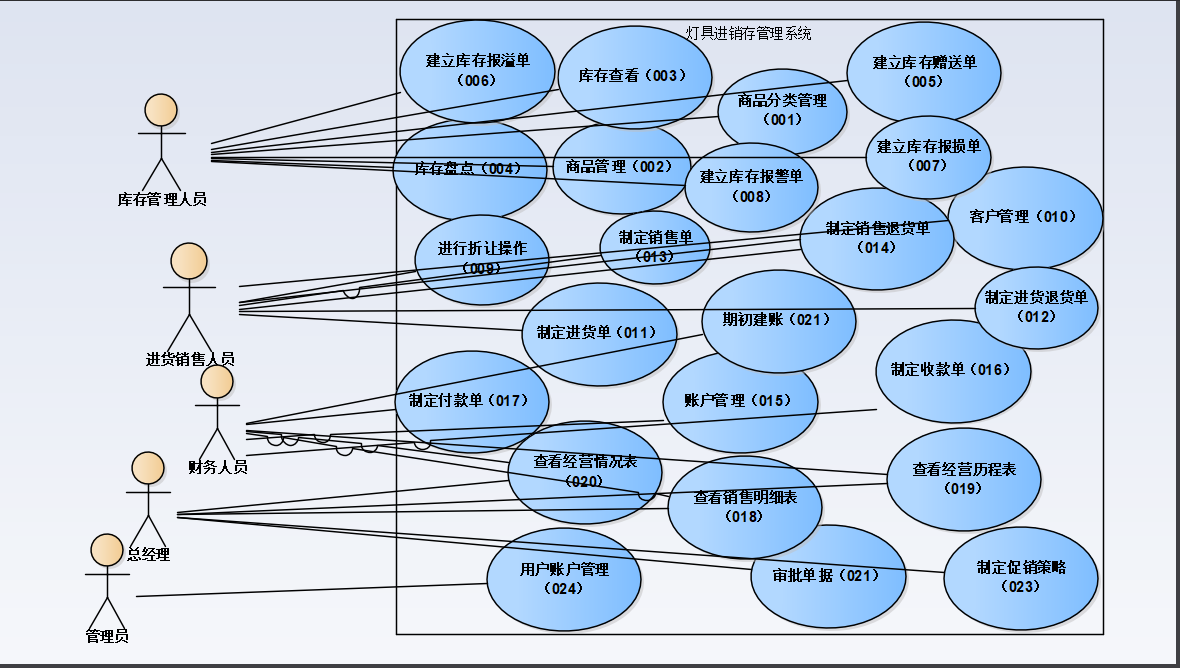 灯具进销存管理系统
建立库存报溢单
（006）
库存查看（003）
建立库存赠送单
（005）
商品分类管理
（001）
库存管理人员
库存盘点（004）
商品管理（002）
建立库存报警单
（008）
建立库存报损单
（007）
进行折让操作
（009）
制定销售单
（013）
制定销售退货单
（014）
客户管理（010）
进货销售人员
制定进货单（011）
期初建账（021）
制定进货退货单
（012）
制定收款单（016）
制定付款单（017）
账户管理（015）
财务人员
查看经营情况表
（020）
查看销售明细表
（018）
查看经营历程表
（019）
总经理
用户账户管理
（024）
审批单据（021）
制定促销策略
（023）
管理员